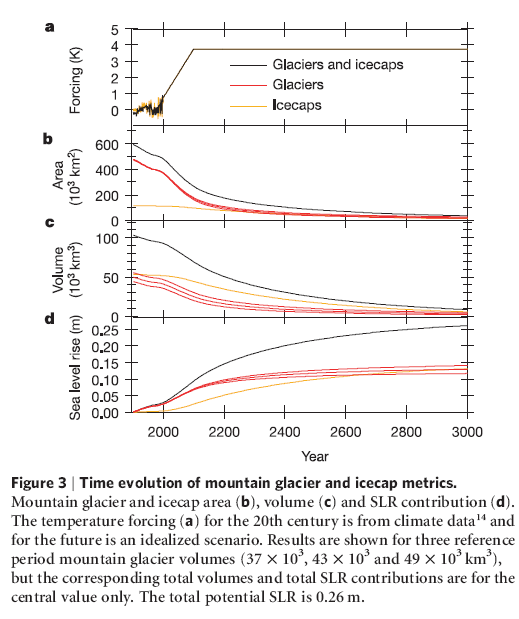 a
5
4
3
2
1
0
Forcing (K)
Glaciers and icecaps
Glaciers
Icecaps
b
600
400
200
0
Area
(10³ km²)
c
100
50
0
Volume
(10³ km³)
d
0.25
0.20
0.15
0.10
0.05
0.00
Sea level rise (m)
2000 2200 2400 2600 2800 3000
Year
Figure 3 | Time evolution of mountain glacier and icecap metrics.
Mountain glacier and icecap area (b), volume (c) and SLR contribution (d).
The temperature forcing (a) for the 20th century is from climate data¹⁴ and
for the future is an idealized scenario. Results are shown for three reference
period mountain glacier volumes (37 × 10³, 43 × 10³ and 49 × 10³ km³),
but the corresponding total volumes and total SLR contributions are for the
central value only. The total potential SLR is 0.26 m.